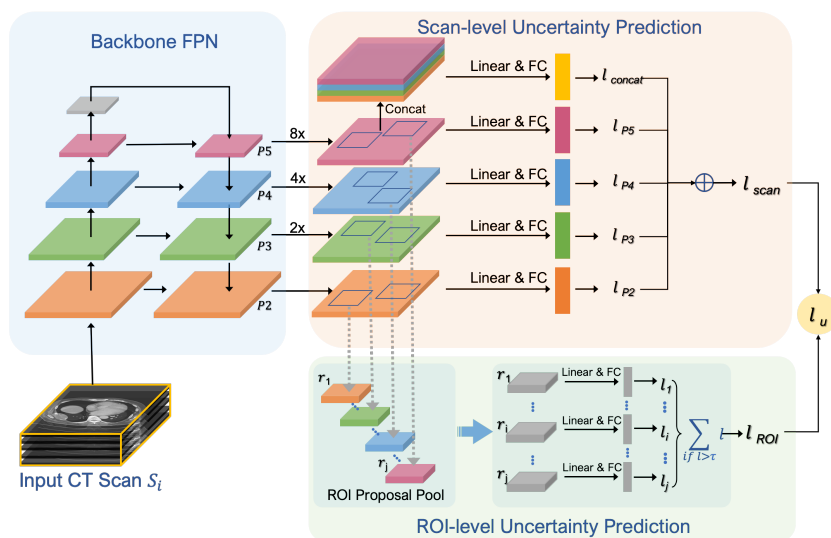 Backbone FPN
Scan-level Uncertainty Prediction
Linear & FC
l concat
Concat
8x
Linear & FC
l P5
P5
4x
Linear & FC
l P4
P4
l scan
2x
Linear & FC
l P3
P3
Linear & FC
l P2
P2
l u
Input CT Scan Si
r1
rj
ROI Proposal Pool
r1
Linear & FC
l1
ri
Linear & FC
li
rj
Linear & FC
lj
∑ l
if l>τ
l ROI
ROI-level Uncertainty Prediction